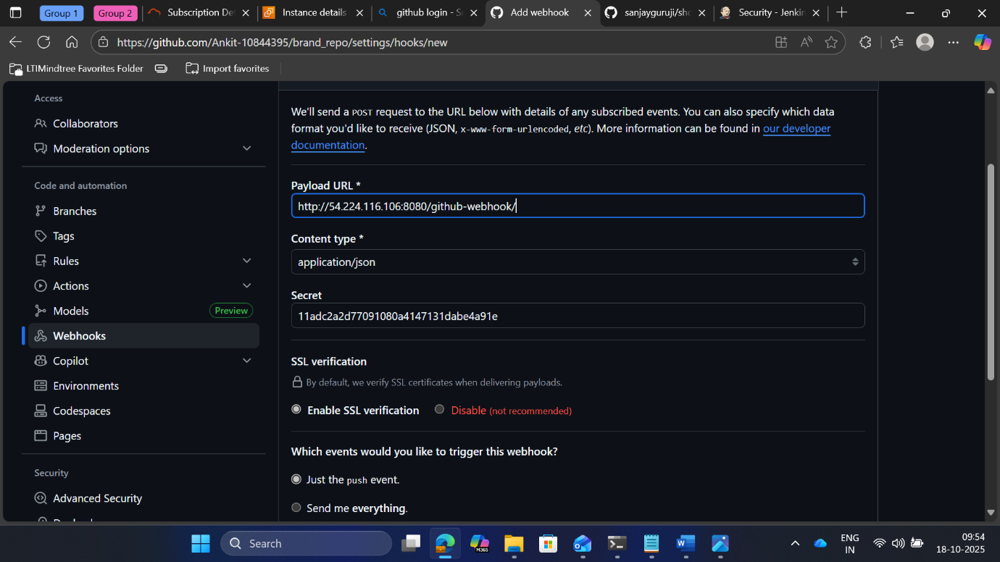 Group 1
Group 2
Subscription De
Instance details
github login - Se
Add webhook
sanjayguruji/sho
Security - Jenkin
https://github.com/Ankit-10844395/brand_repo/settings/hooks/new
LTIMindtree Favorites Folder
Import favorites
Access
Collaborators
Moderation options
Code and automation
Branches
Tags
Rules
Actions
Models Preview
Webhooks
Copilot
Environments
Codespaces
Pages
Security
Advanced Security
We'll send a POST request to the URL below with details of any subscribed events. You can also specify which data
format you'd like to receive (JSON, x-www-form-urlencoded, etc). More information can be found in our developer
documentation.
Payload URL *
http://54.224.116.106:8080/github-webhook/
Content type *
application/json
Secret
11adc2a2d77091080a4147131dabe4a91e
SSL verification
By default, we verify SSL certificates when delivering payloads.
Enable SSL verification Disable (not recommended)
Which events would you like to trigger this webhook?
Just the push event.
Send me everything.
Search
M365
ENG
IN
09:54
18-10-2025